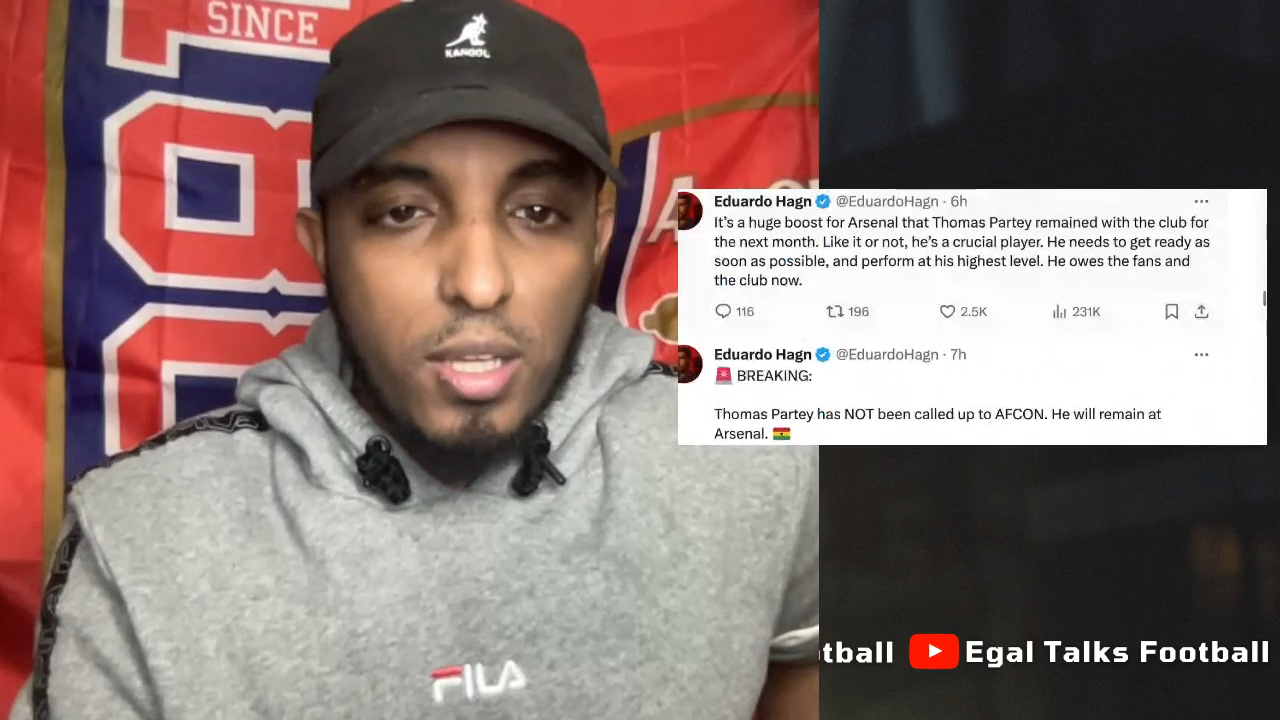 SINCE
KANGOL
Eduardo Hagn @EduardoHagn · 6h
It's a huge boost for Arsenal that Thomas Partey remained with the club for
the next month. Like it or not, he's a crucial player. He needs to get ready as
soon as possible, and perform at his highest level. He owes the fans and
the club now.
116 196 2.5K 231K
Eduardo Hagn @EduardoHagn · 7h
🚨 BREAKING:
Thomas Partey has NOT been called up to AFCON. He will remain at
Arsenal. 🇬🇭
tball Egal Talks Football
FILA